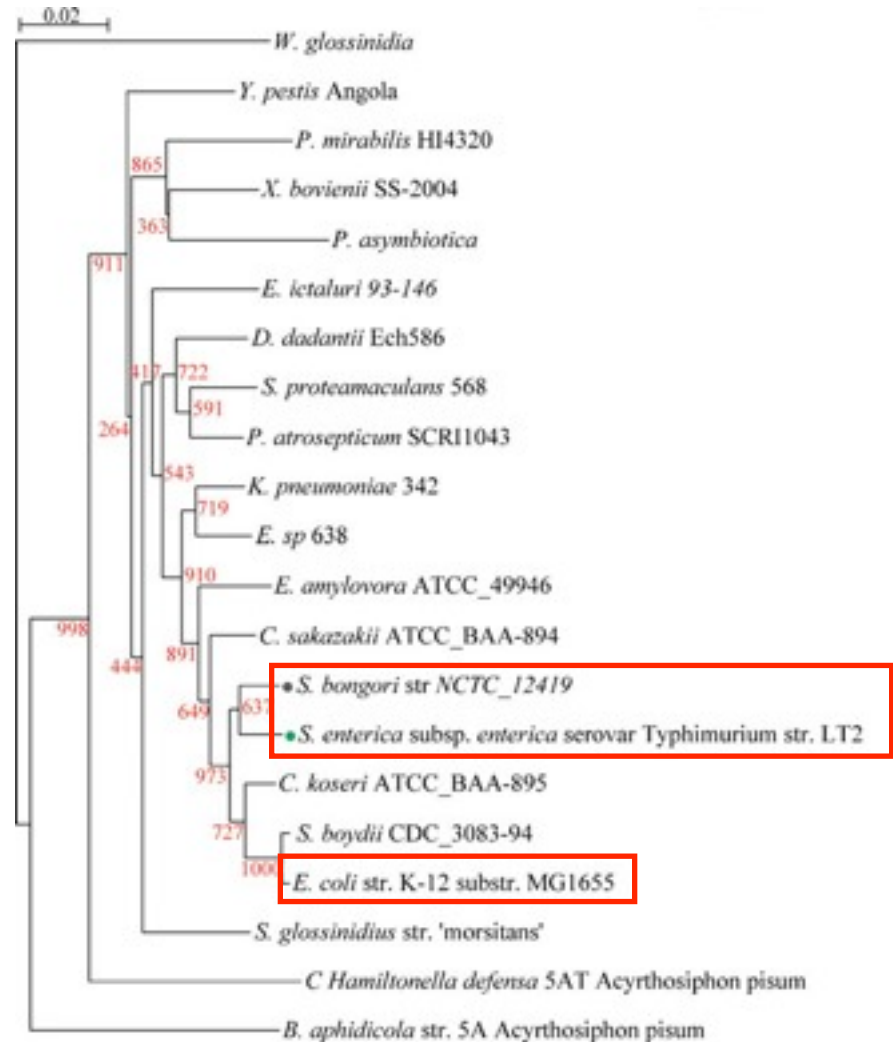 0.02
W. glossinidia
Y. pestis Angola
P. mirabilis HI4320
865
X. bovienii SS-2004
363
P. asymbiotica
911
E. ictaluri 93-146
D. dadantii Ech586
417
722
S. proteamaculans 568
591
264
P. atrosepticum SCRI1043
543
K. pneumoniae 342
719
E. sp 638
910
E. amylovora ATCC_49946
998
C. sakazakii ATCC_BAA-894
891
444
S. bongori str NCTC_12419
649
637
S. enterica subsp. enterica serovar Typhimurium str. LT2
973
C. koseri ATCC_BAA-895
727
S. boydii CDC_3083-94
1000
E. coli str. K-12 substr. MG1655
S. glossinidius str. 'morsitans'
C Hamiltonella defensa 5AT Acyrthosiphon pisum
B. aphidicola str. 5A Acyrthosiphon pisum